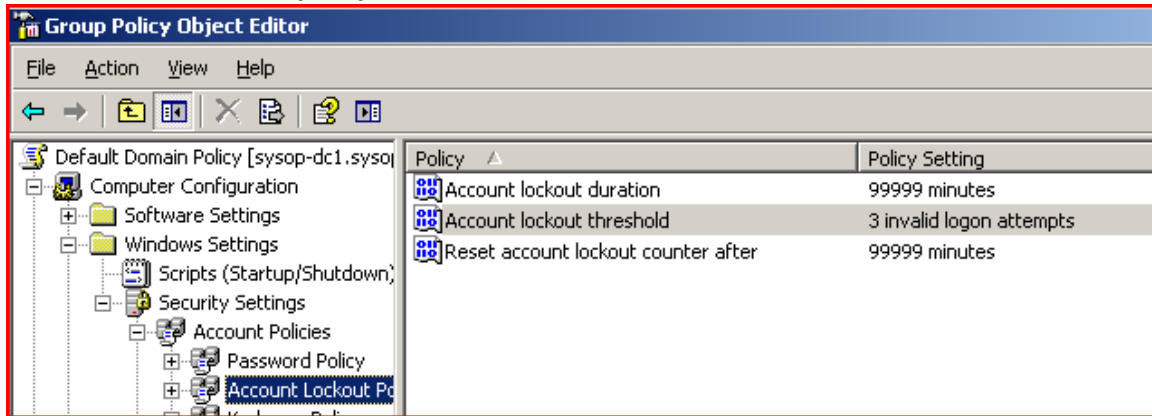 Group Policy Object Editor
File Action View Help
Default Domain Policy [sysop-dc1.sysop
Computer Configuration
Software Settings
Windows Settings
Scripts (Startup/Shutdown)
Security Settings
Account Policies
Password Policy
Account Lockout Po
Policy Policy Setting
Account lockout duration 99999 minutes
Account lockout threshold 3 invalid logon attempts
Reset account lockout counter after 99999 minutes